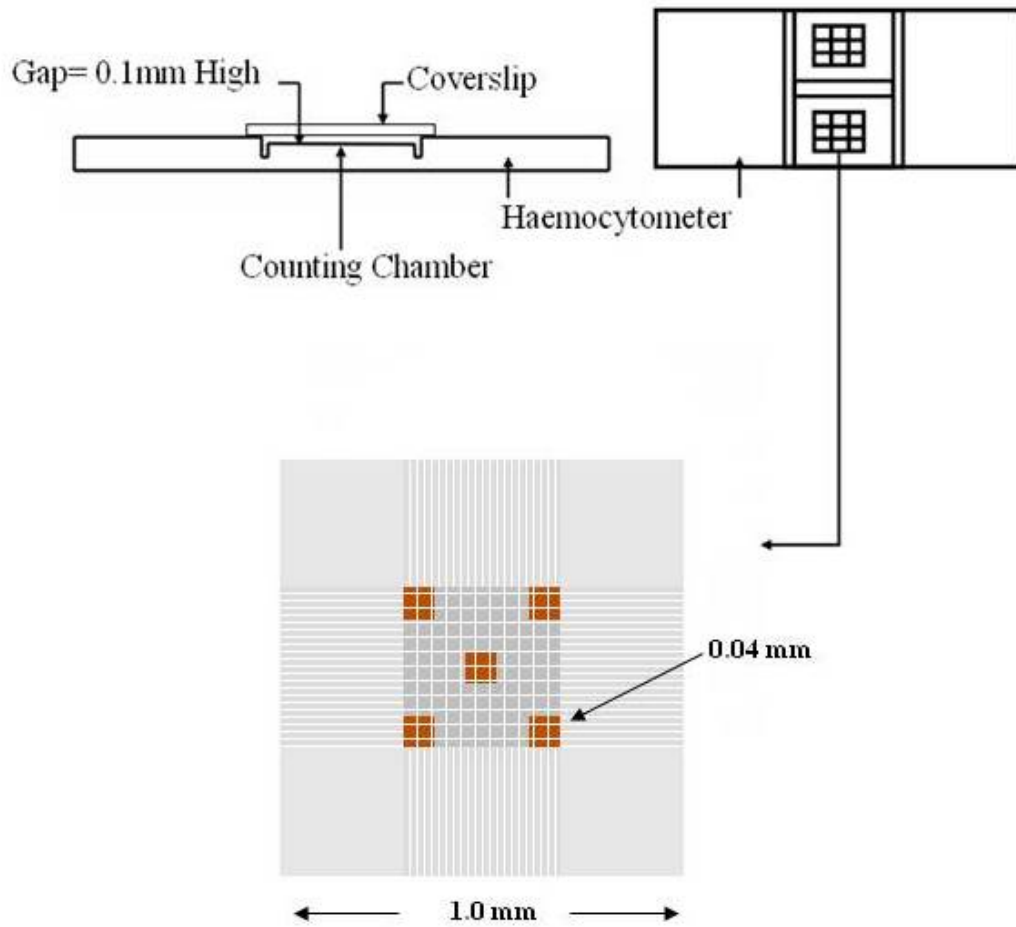 Gap= 0.1mm High
Coverslip
Haemocytometer
Counting Chamber
0.04 mm
1.0 mm